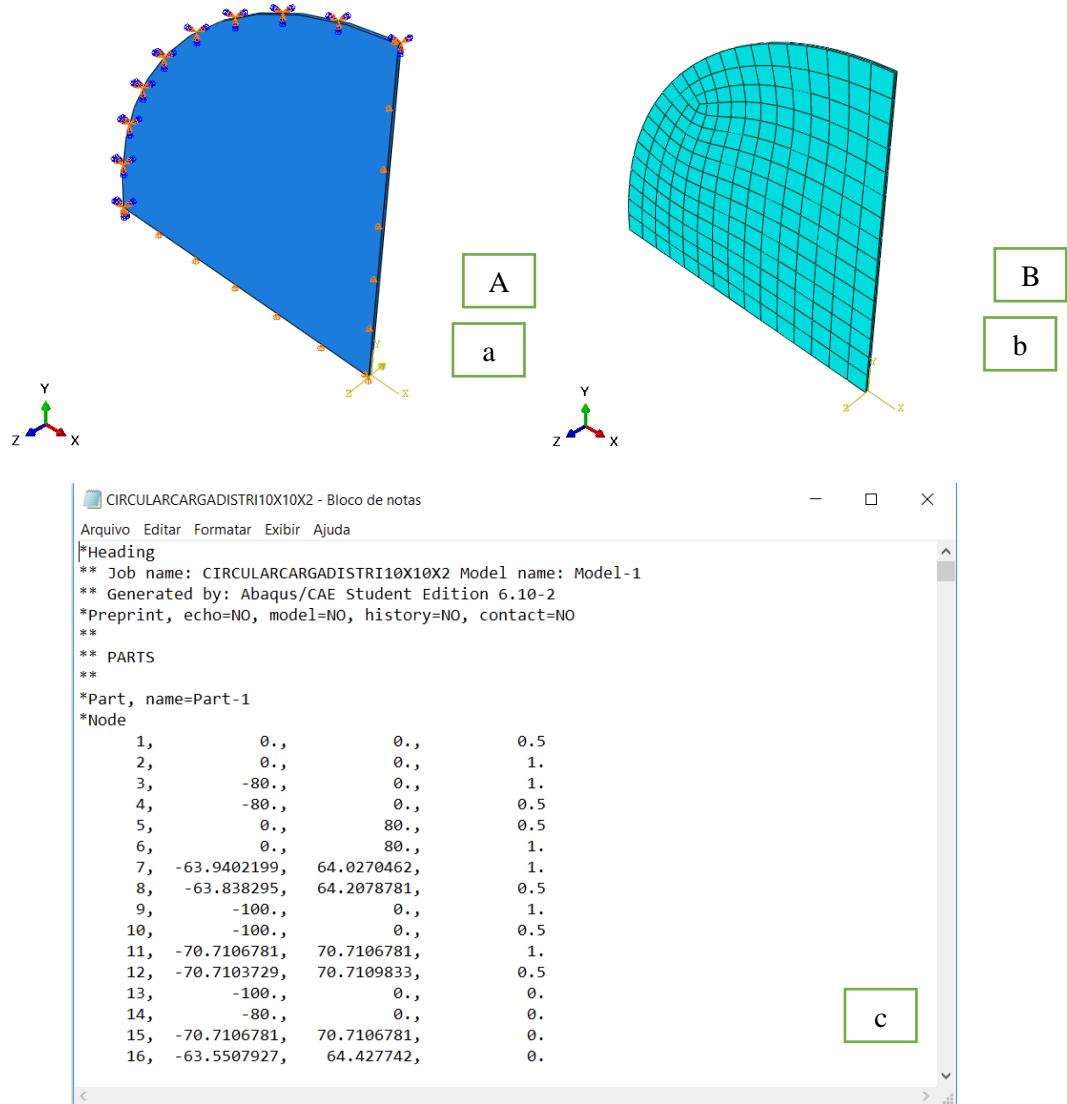 A
a
Y
Z
X
Y
Z
X
B
b
Y
Z
X
Y
Z
X
CIRCULARCARGADISTRI10X10X2 - Bloco de notas
Arquivo Editar Formatar Exibir Ajuda
*Heading
** Job name: CIRCULARCARGADISTRI10X10X2 Model name: Model-1
** Generated by: Abaqus/CAE Student Edition 6.10-2
*Preprint, echo=NO, model=NO, history=NO, contact=NO
**
** PARTS
**
*Part, name=Part-1
*Node
1, 0., 0., 0.5
2, 0., 0., 1.
3, -80., 0., 1.
4, -80., 0., 0.5
5, 0., 80., 0.5
6, 0., 80., 1.
7, -63.9402199, 64.0270462, 1.
8, -63.838295, 64.2078781, 0.5
9, -100., 0., 1.
10, -100., 0., 0.5
11, -70.7106781, 70.7106781, 1.
12, -70.7103729, 70.7109833, 0.5
13, -100., 0., 0.
14, -80., 0., 0.
15, -70.7106781, 70.7106781, 0.
16, -63.5507927, 64.427742, 0.
c